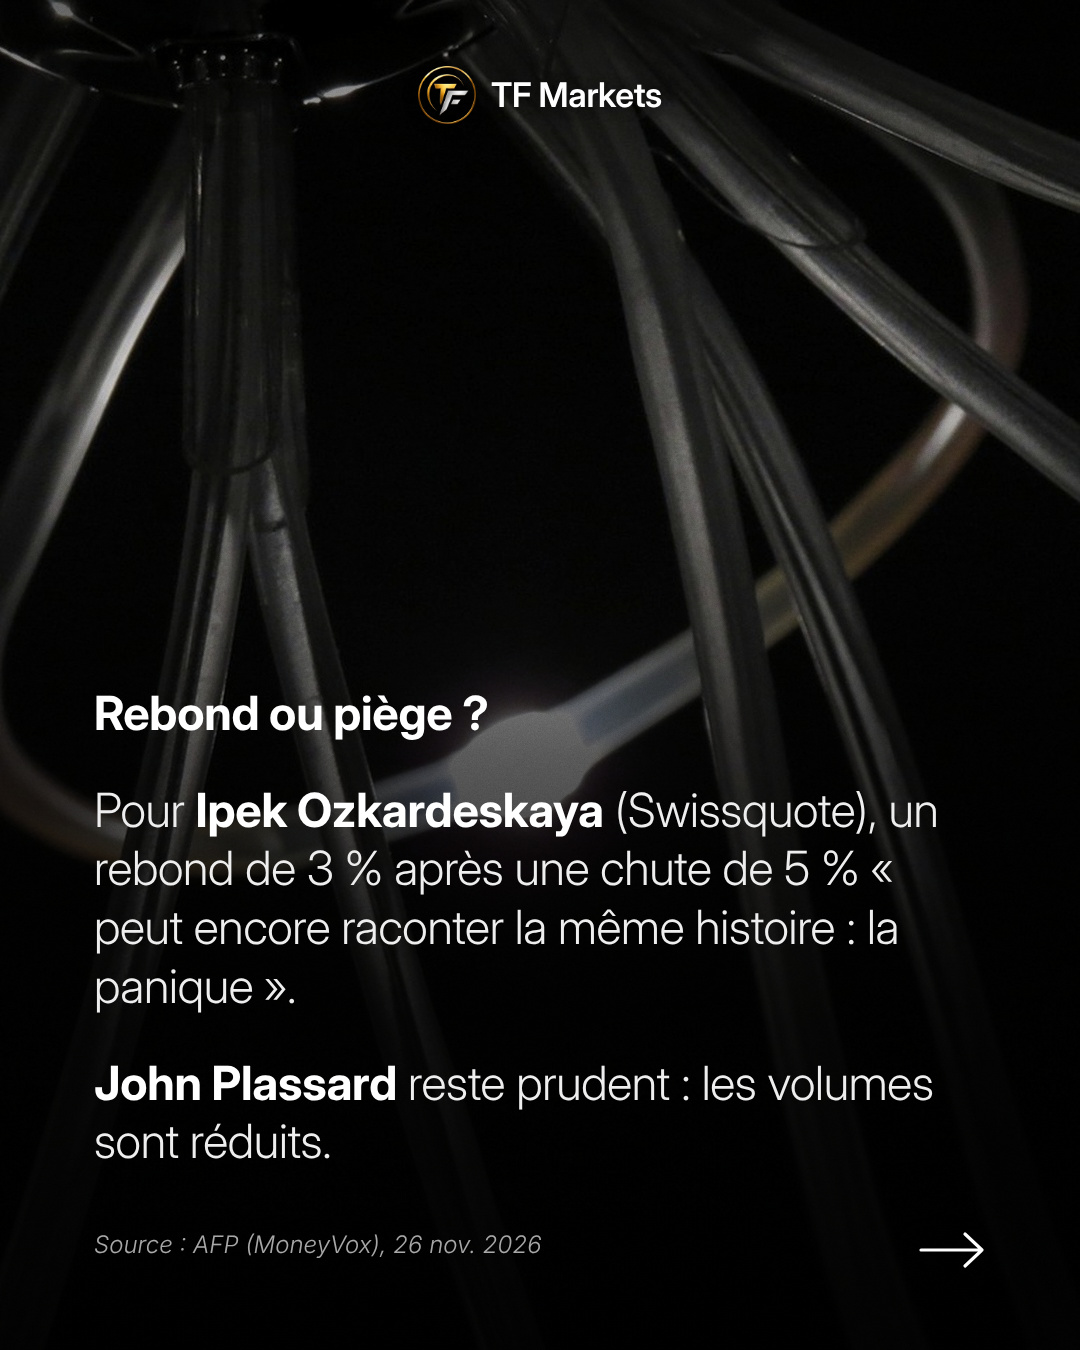 TF Markets
Rebond ou piège ?
Pour Ipek Ozkardeskaya (Swissquote), un
rebond de 3 % après une chute de 5 % «
peut encore raconter la même histoire : la
panique ».
John Plassard reste prudent : les volumes
sont réduits.
Source : AFP (MoneyVox), 26 nov. 2026